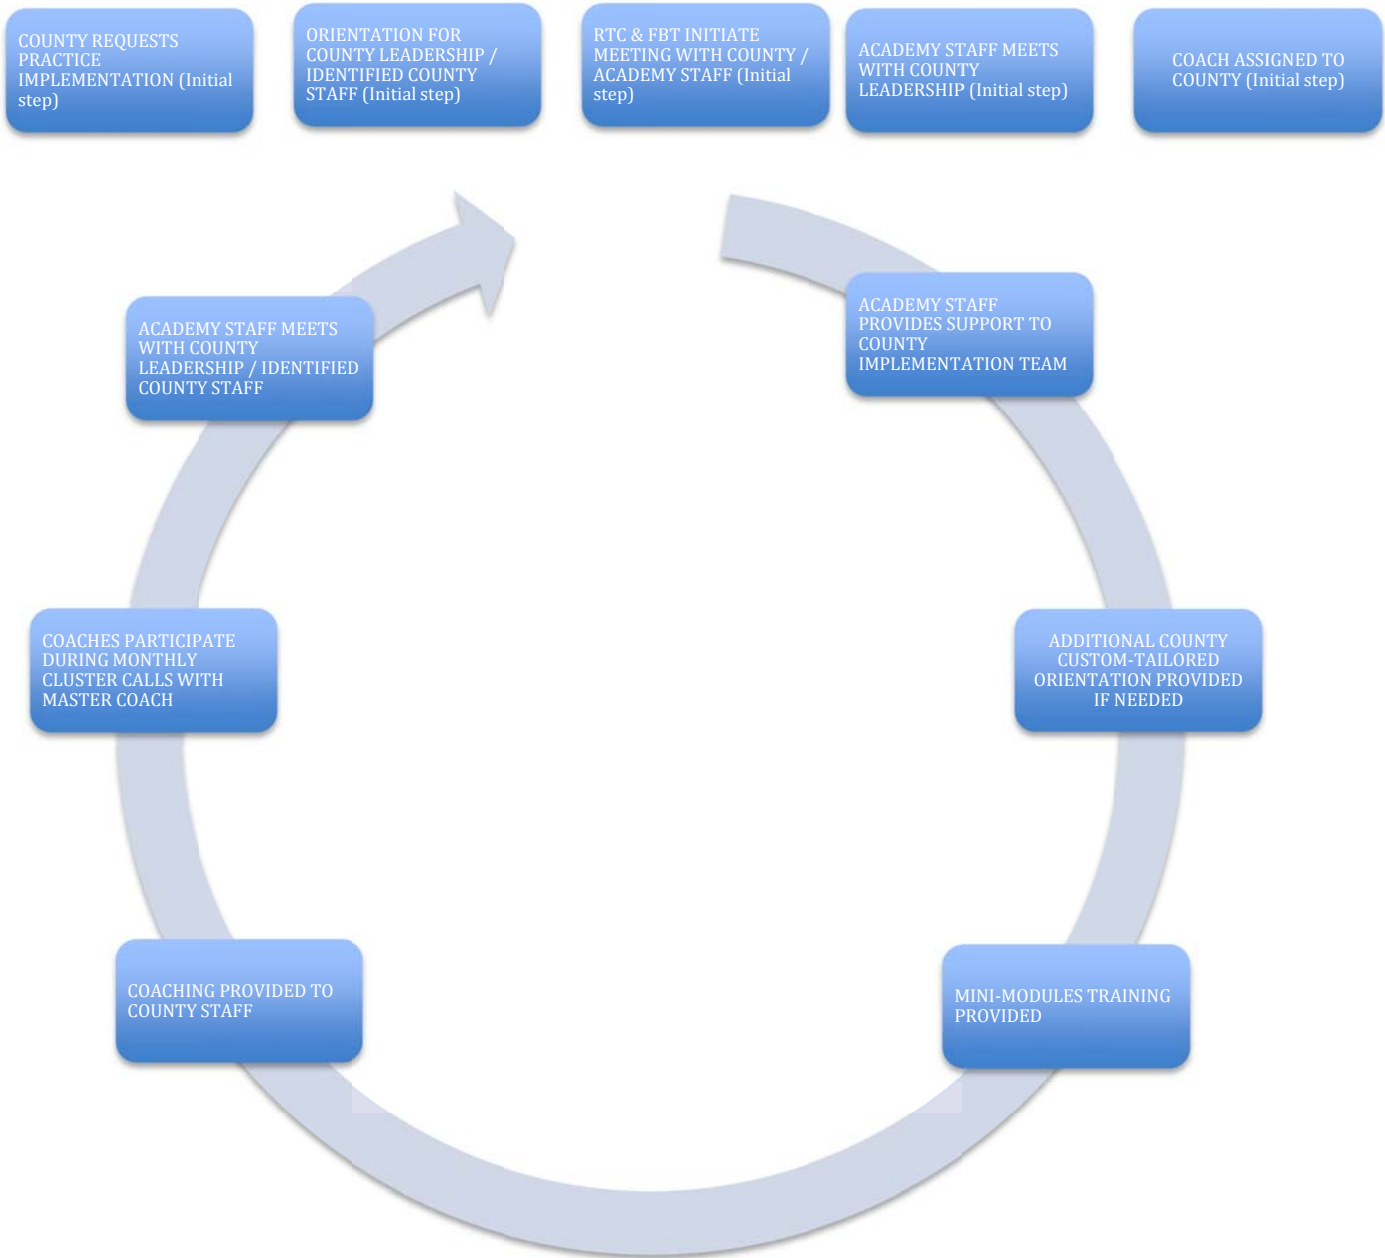 COUNTY REQUESTS
PRACTICE
IMPLEMENTATION (Initial
step)
ORIENTATION FOR
COUNTY LEADERSHIP /
IDENTIFIED COUNTY
STAFF (Initial step)
RTC & FBT INITIATE
MEETING WITH COUNTY /
ACADEMY STAFF (Initial
step)
ACADEMY STAFF MEETS
WITH COUNTY
LEADERSHIP (Initial step)
COACH ASSIGNED TO
COUNTY (Initial step)
ACADEMY STAFF
PROVIDES SUPPORT TO
COUNTY
IMPLEMENTATION TEAM
ADDITIONAL COUNTY
CUSTOM-TAILORED
ORIENTATION PROVIDED
IF NEEDED
MINI-MODULES TRAINING
PROVIDED
COACHING PROVIDED TO
COUNTY STAFF
COACHES PARTICIPATE
DURING MONTHLY
CLUSTER CALLS WITH
MASTER COACH
ACADEMY STAFF MEETS
WITH COUNTY
LEADERSHIP / IDENTIFIED
COUNTY STAFF